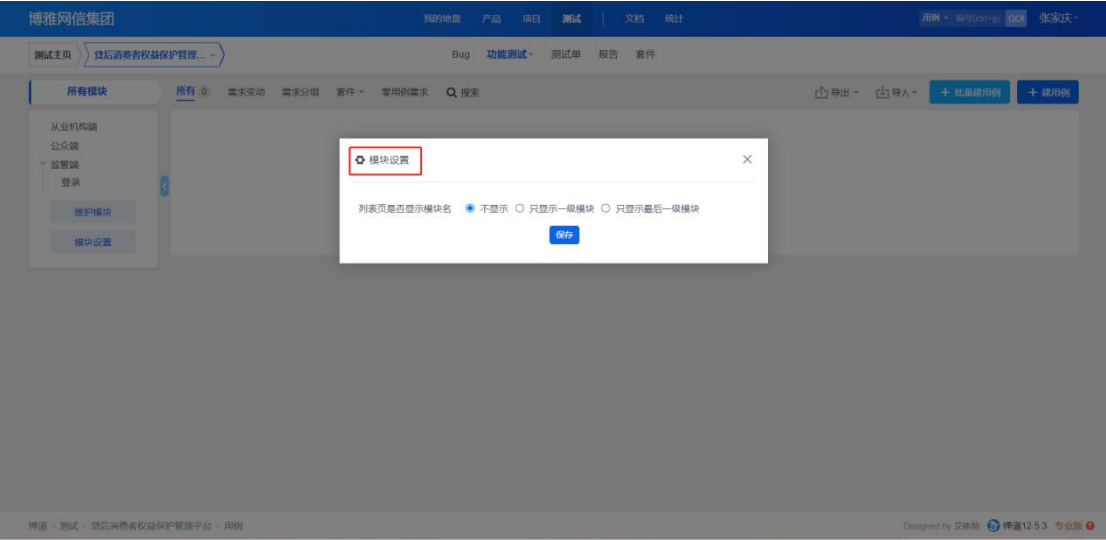 博雅网信集团 我的地盘 产品 项目 测试 文档 统计 用例 编号(ctrl+g) GO! 张家庆
测试主页 贷后消费者权益保护管理... Bug 功能测试 测试单 报告 套件
所有模块 所有 0 需求变动 需求分组 套件 零用例需求 搜索 导出 导入 + 批量建用例 + 建用例
从业机构端
公众端
监管端
登录
维护模块
模块设置
模块设置 ×
列表页是否显示模块名 不显示 只显示一级模块 只显示最后一级模块
保存
禅道 测试 贷后消费者权益保护管理平台 用例 Designed by 艾体验 禅道12.5.3 专业版